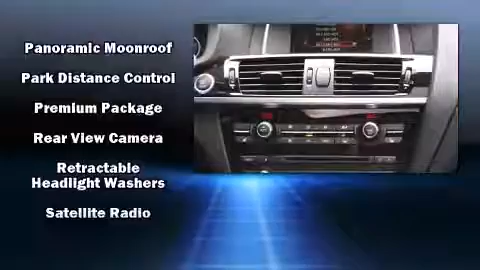 Panoramic Moonroof
Park Distance Control
Premium Package
Rear View Camera
Retractable
Headlight Washers
Satellite Radio